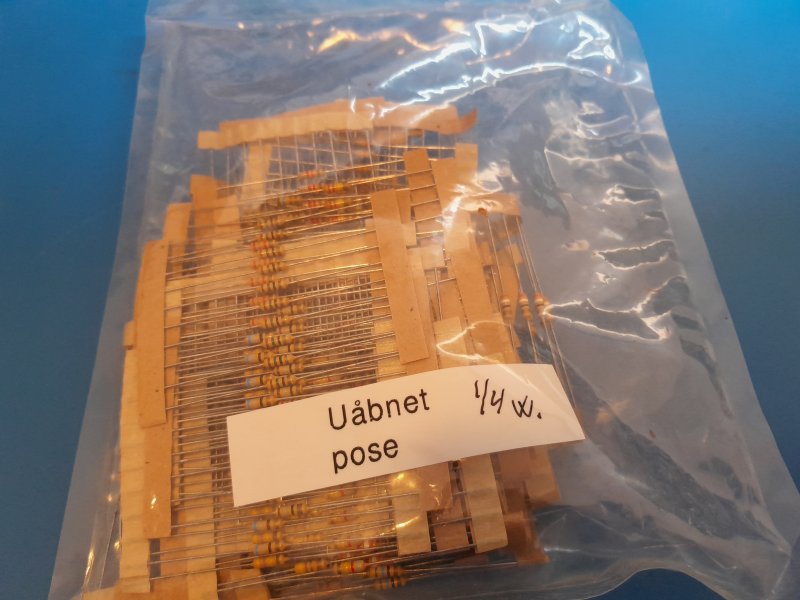 Uåbnet 1/4 w.
pose